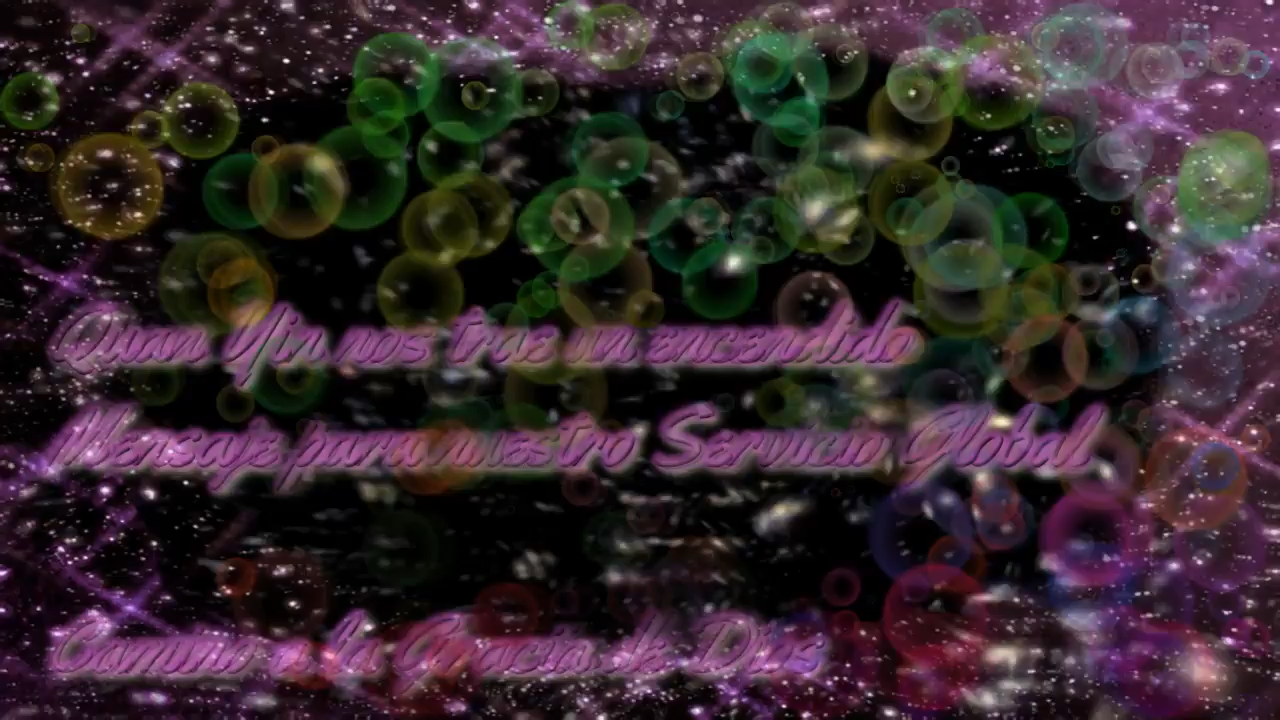 Quan Yin nos trae un encendido
Mensaje para nuestro Servicio Global
Camino a la Gracia de Dios